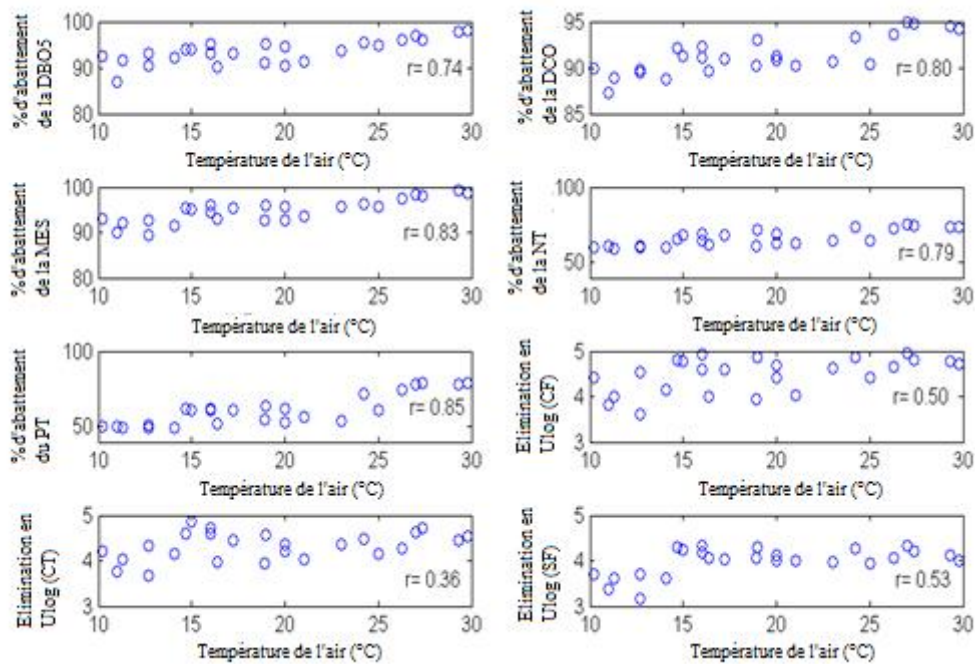 % d'abattement
de la DBO5
100
90
80
r= 0.74
10 15 20 25 30
Température de l'air (°C)
% d'abattement
de la DCO
95
90
85
r= 0.80
10 15 20 25 30
Température de l'air (°C)
% d'abattement
de la MES
100
90
80
r= 0.83
10 15 20 25 30
Température de l'air (°C)
% d'abattement
de la NT
100
50
r= 0.79
10 15 20 25 30
Température de l'air (°C)
% d'abattement
du PT
100
50
r= 0.85
10 15 20 25 30
Température de l'air (°C)
Elimination en
Ulog (CF)
5
4
3
r= 0.50
10 15 20 25 30
Température de l'air (°C)
Elimination en
Ulog (CT)
5
4
3
r= 0.36
10 15 20 25 30
Température de l'air (°C)
Elimination en
Ulog (SF)
5
4
3
r= 0.53
10 15 20 25 30
Température de l'air (°C)